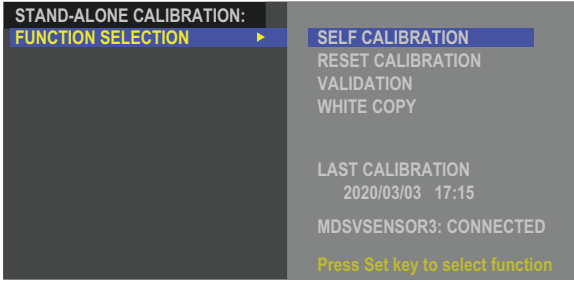 STAND-ALONE CALIBRATION:
FUNCTION SELECTION
SELF CALIBRATION
RESET CALIBRATION
VALIDATION
WHITE COPY
LAST CALIBRATION
2020/03/03 17:15
MDSVSENSOR3: CONNECTED
Press Set key to select function